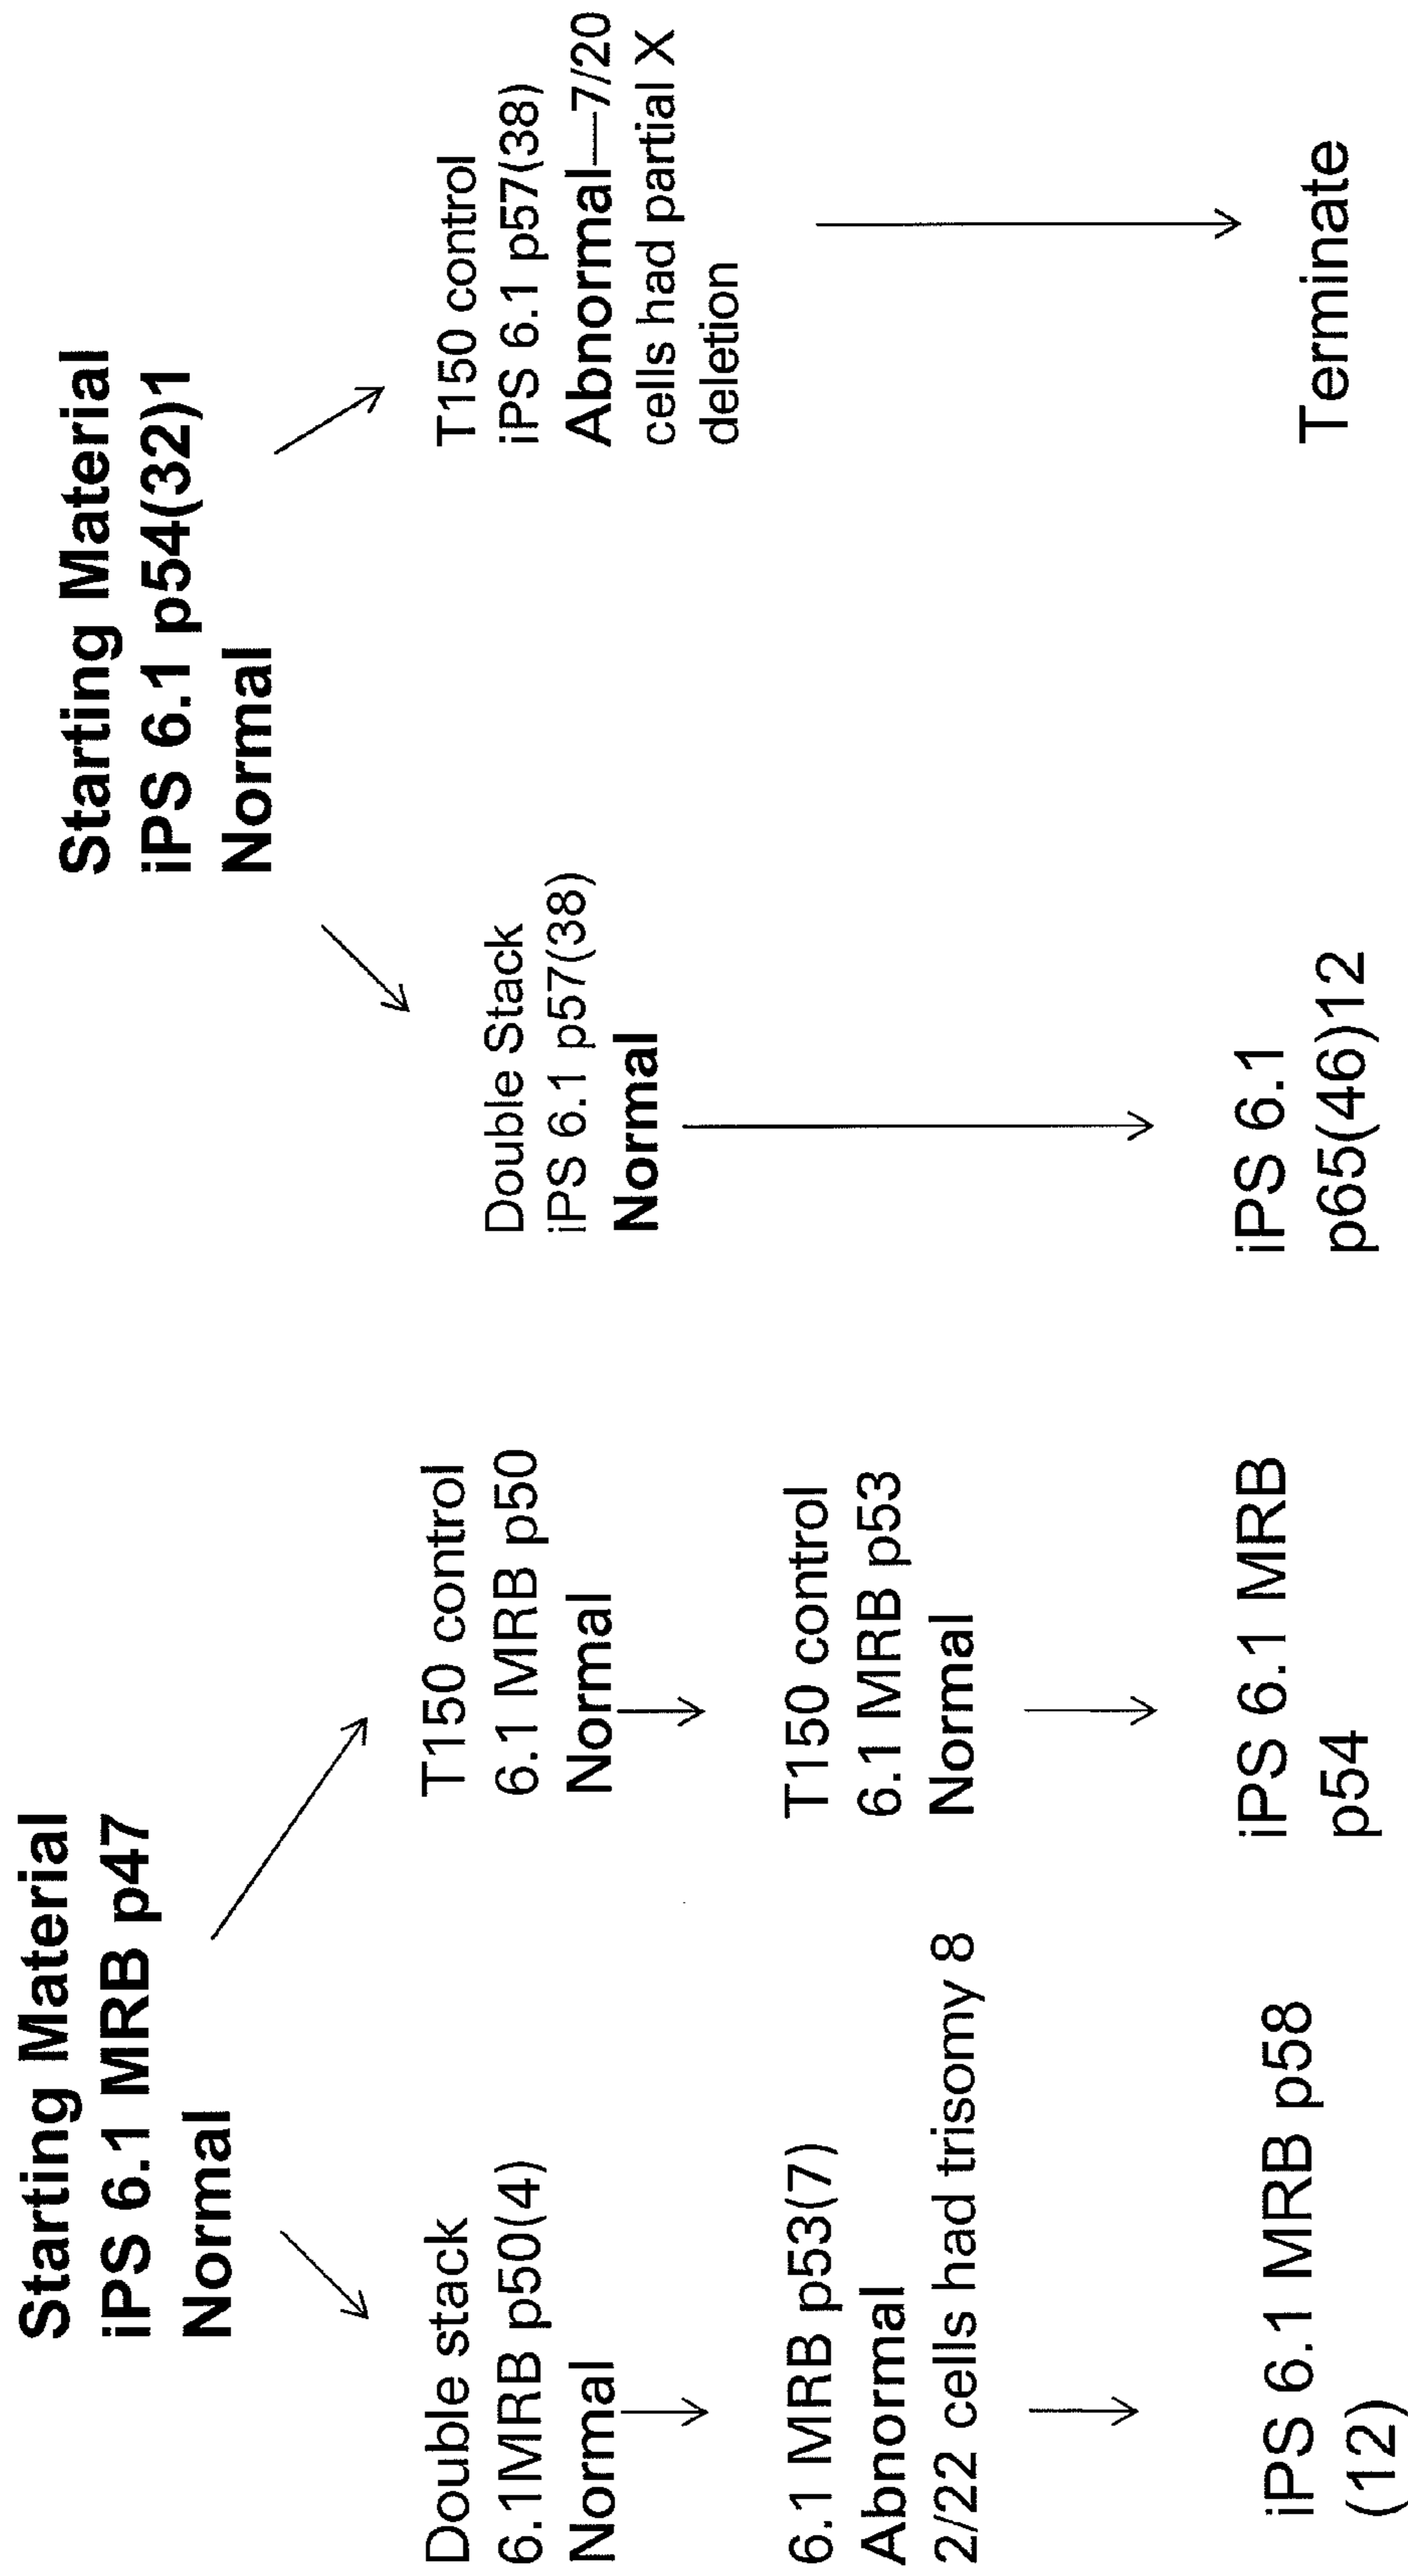 Starting Material
iPS 6.1 MRB p47
Normal
Double stack
6.1MRB p50(4)
Normal
6.1 MRB p53(7)
Abnormal
2/22 cells had trisomy 8
iPS 6.1 MRB p58
(12)
T150 control
6.1 MRB p50
Normal
T150 control
6.1 MRB p53
Normal
iPS 6.1 MRB
p54
Starting Material
iPS 6.1 p54(32)1
Normal
Double Stack
iPS 6.1 p57(38)
Normal
iPS 6.1
p65(46)12
T150 control
iPS 6.1 p57(38)
Abnormal—7/20
cells had partial X
deletion
Terminate